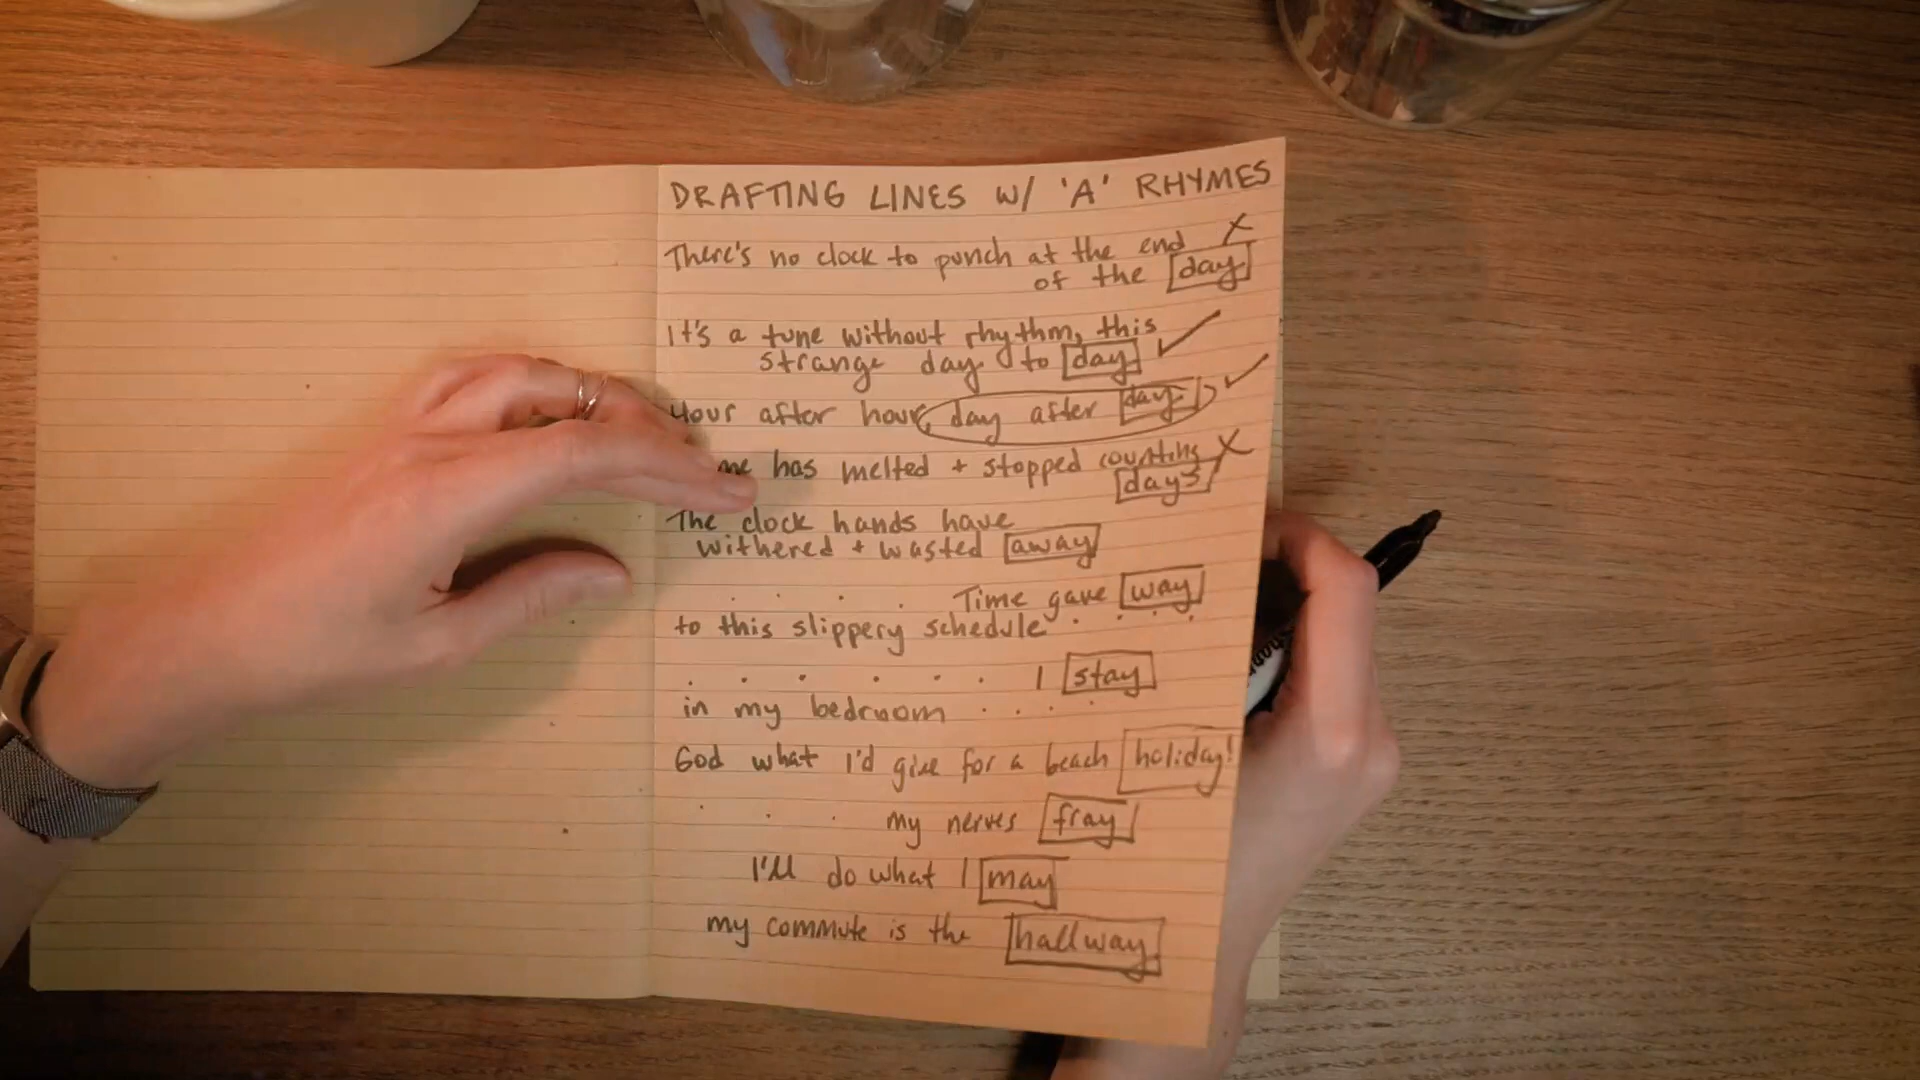 DRAFTING LINES W/ 'A' RHYMES
There's no clock to punch at the end
of the day
It's a tune without rhythm, this
strange day to day
Hour after hour, day after day
me has melted + stopped counting
days
The clock hands have
withered + wasted away
. . . . Time gave way
to this slippery schedule . . . .
. . . . . . I stay
in my bedroom . . . .
God what I'd give for a beach holiday!
. . . my nerves fray
I'll do what I may
my commute is the hallway